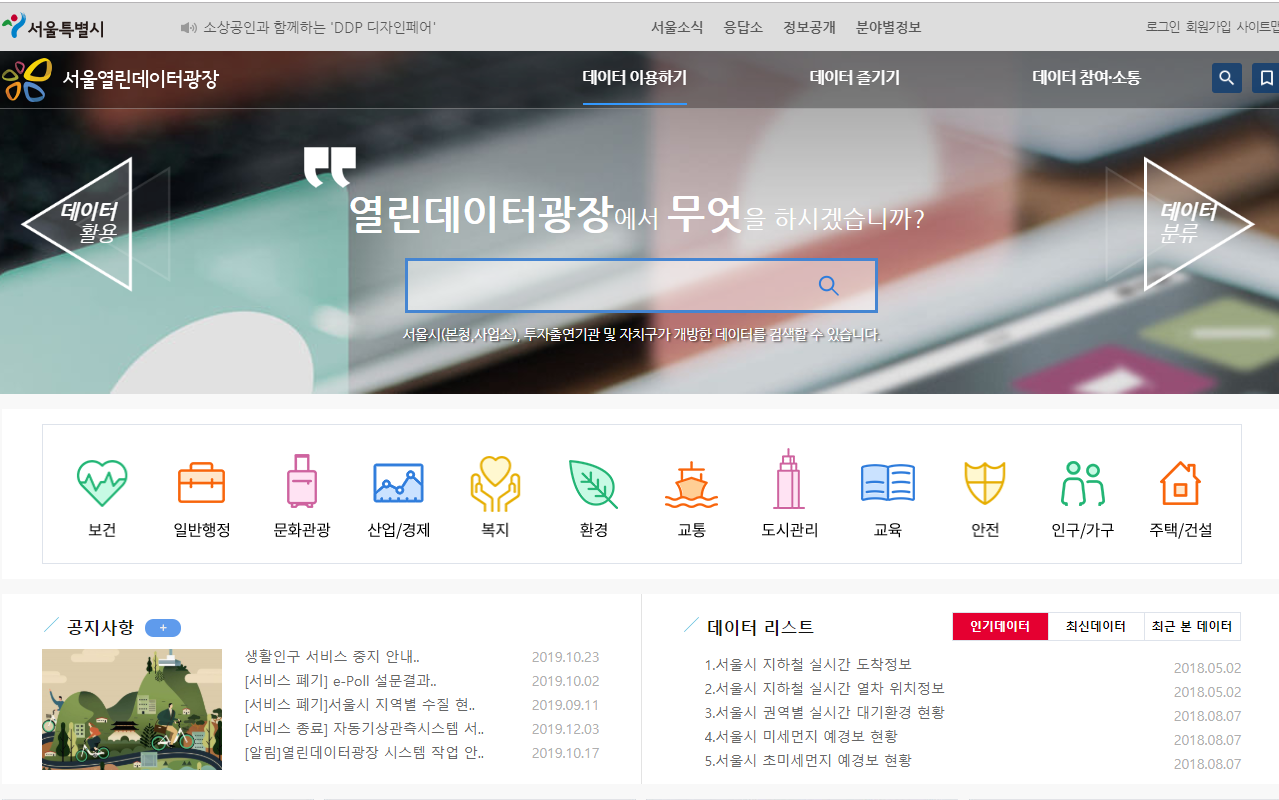 서울특별시
소상공인과 함께하는 'DDP 디자인페어'
서울소식 응답소 정보공개 분야별정보
로그인 회원가입 사이트맵
서울열린데이터광장
데이터 이용하기 데이터 즐기기 데이터 참여·소통
데이터
활용
열린데이터광장에서 무엇을 하시겠습니까?
데이터
분류
서울시(본청,사업소), 투자출연기관 및 자치구가 개방한 데이터를 검색할 수 있습니다.
보건 일반행정 문화관광 산업/경제 복지 환경 교통 도시관리 교육 안전 인구/가구 주택/건설
공지사항 +
생활인구 서비스 중지 안내.. 2019.10.23
[서비스 폐기] e-Poll 설문결과.. 2019.10.02
[서비스 폐기]서울시 지역별 수질 현.. 2019.09.11
[서비스 종료] 자동기상관측시스템 서.. 2019.12.03
[알림]열린데이터광장 시스템 작업 안.. 2019.10.17
데이터 리스트
인기데이터 최신데이터 최근 본 데이터
1.서울시 지하철 실시간 도착정보 2018.05.02
2.서울시 지하철 실시간 열차 위치정보 2018.05.02
3.서울시 권역별 실시간 대기환경 현황 2018.08.07
4.서울시 미세먼지 예경보 현황 2018.08.07
5.서울시 초미세먼지 예경보 현황 2018.08.07